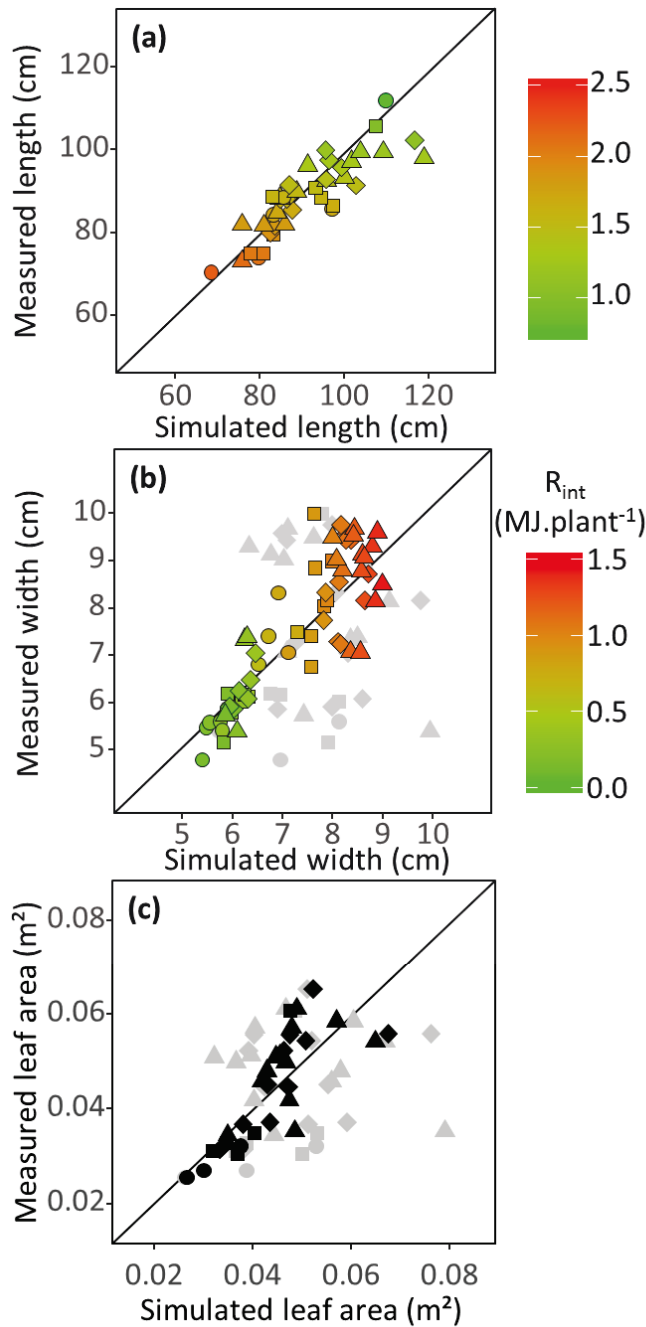 (a)
Measured length (cm)
120
100
80
60
60 80 100 120
Simulated length (cm)
2.5
2.0
1.5
1.0
(b)
Measured width (cm)
10
9
8
7
6
5
5 6 7 8 9 10
Simulated width (cm)
R_int
(MJ.plant⁻¹)
1.5
1.0
0.5
0.0
(c)
Measured leaf area (m²)
0.08
0.06
0.04
0.02
0.02 0.04 0.06 0.08
Simulated leaf area (m²)